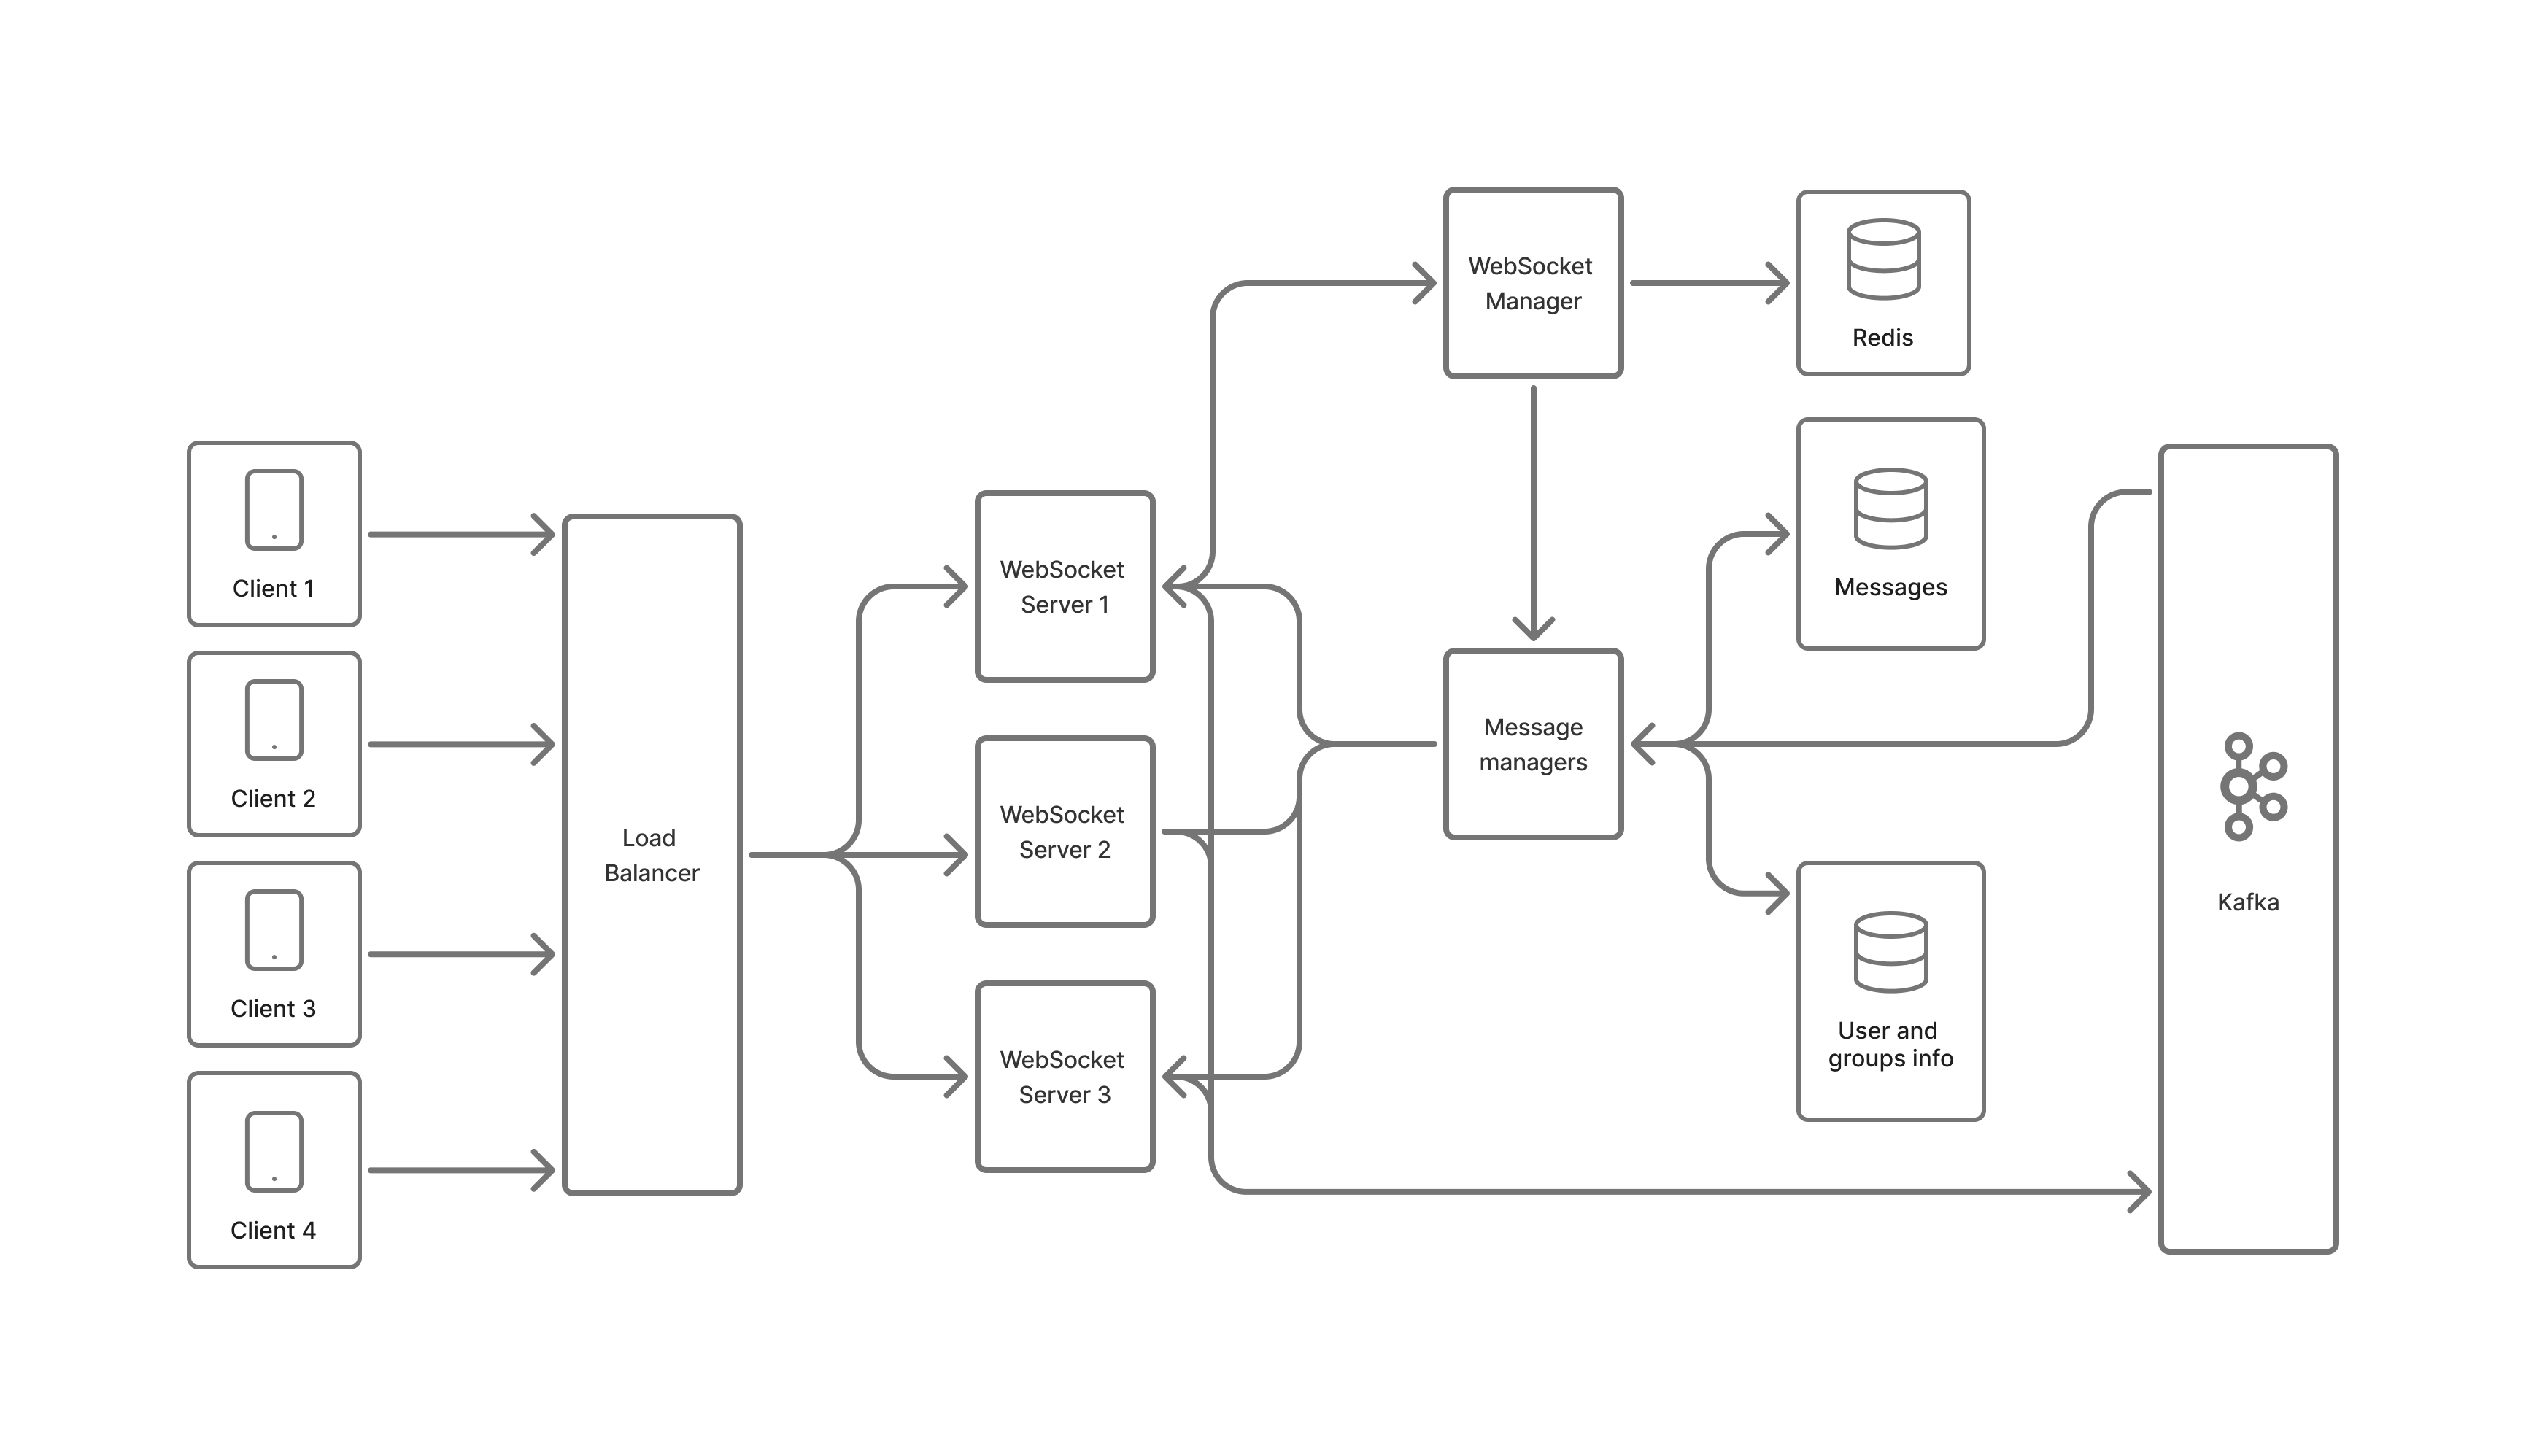 Client 1
Client 2
Client 3
Client 4
Load
Balancer
WebSocket
Server 1
WebSocket
Server 2
WebSocket
Server 3
WebSocket
Manager
Message
managers
Redis
Messages
User and
groups info
Kafka